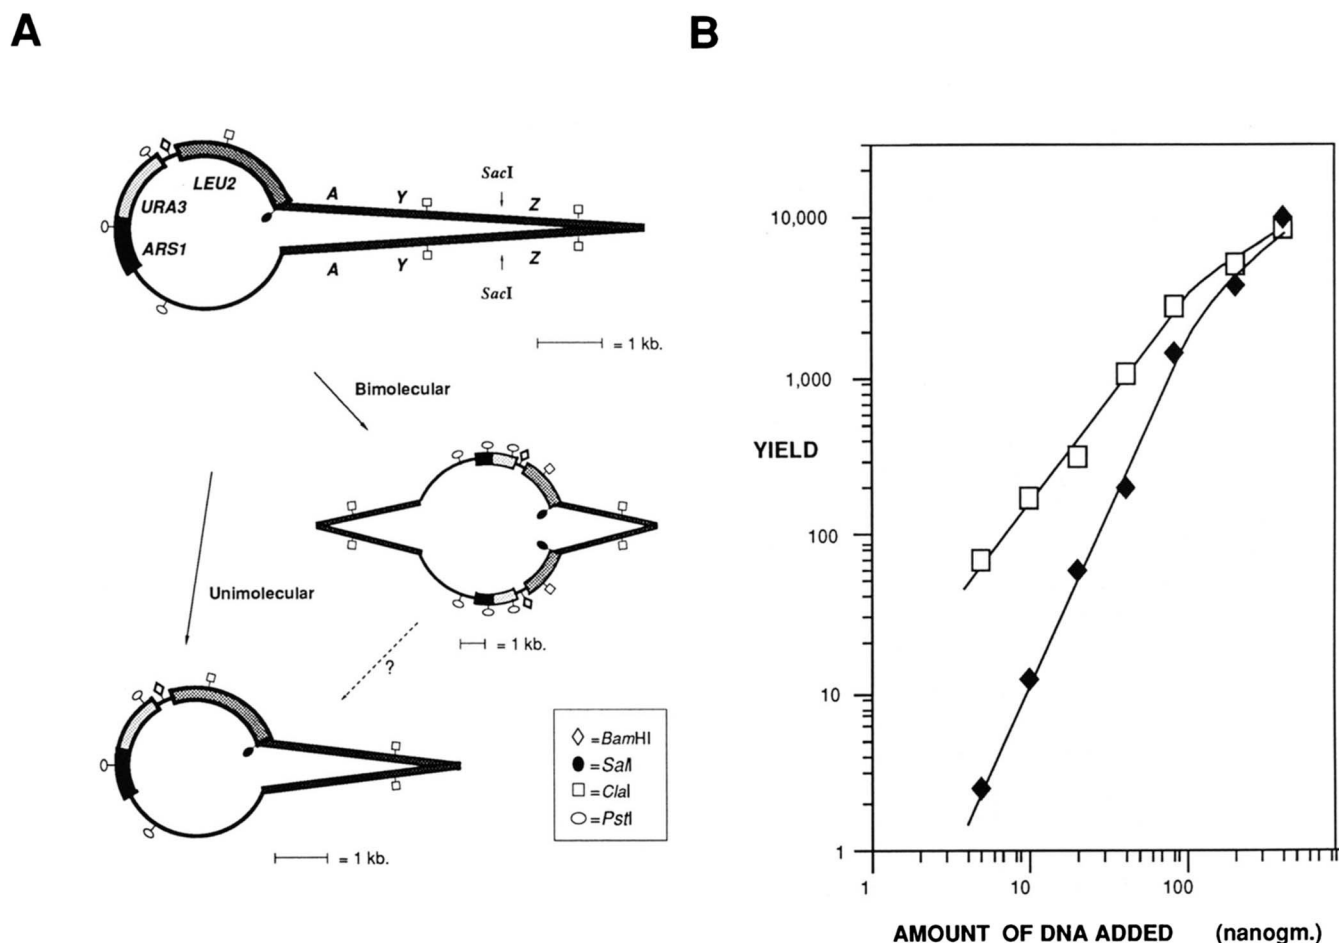 A
B
SacI
LEU2
A
Y
Z
URA3
ARS1
A
Y
Z
SacI
= 1 kb.
Bimolecular
Unimolecular
= 1 kb.
?
= 1 kb.
=BamHI
=SalI
=ClaI
=PstI
10,000
1,000
YIELD
100
10
1
1
10
100
AMOUNT OF DNA ADDED (nanogm.)